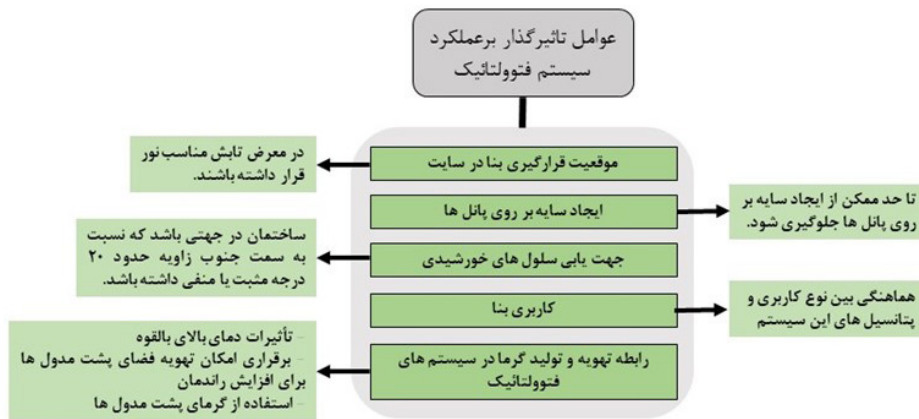 عوامل تاثیرگذار برعملکرد
سیستم فتوولتائیک
موقعیت قرارگیری بنا در سایت
در معرض تابش مناسب نور
قرار داشته باشند.
ایجاد سایه بر روی پانل ها
تا حد ممکن از ایجاد سایه بر
روی پانل ها جلوگیری شود.
جهت یابی سلول های خورشیدی
ساختمان در جهتی باشد که نسبت
به سمت جنوب زاویه حدود ۲۰
درجه مثبت یا منفی داشته باشد.
کاربری بنا
هماهنگی بین نوع کاربری و
پتانسیل های این سیستم
رابطه تهویه و تولید گرما در سیستم های
فتوولتائیک
- تأثیرات دمای بالای بالقوه
- برقراری امکان تهویه فضای پشت مدول ها
برای افزایش راندمان
- استفاده از گرمای پشت مدول ها